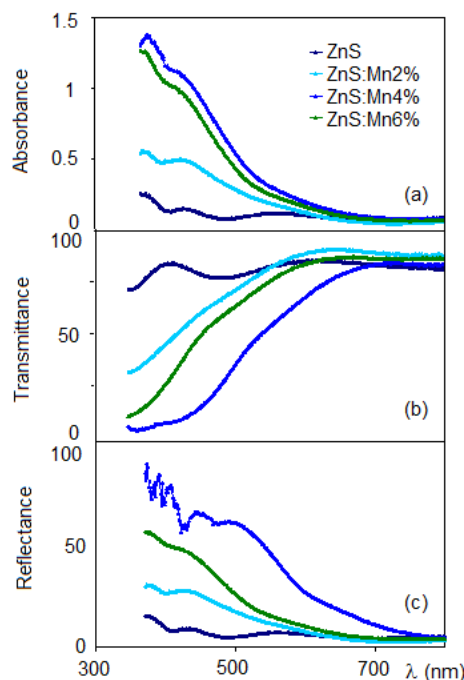 1.5
1
0.5
0
Absorbance
ZnS
ZnS:Mn2%
ZnS:Mn4%
ZnS:Mn6%
(a)
100
50
0
Transmittance
(b)
100
50
0
Reflectance
(c)
300 500 700 λ (nm)